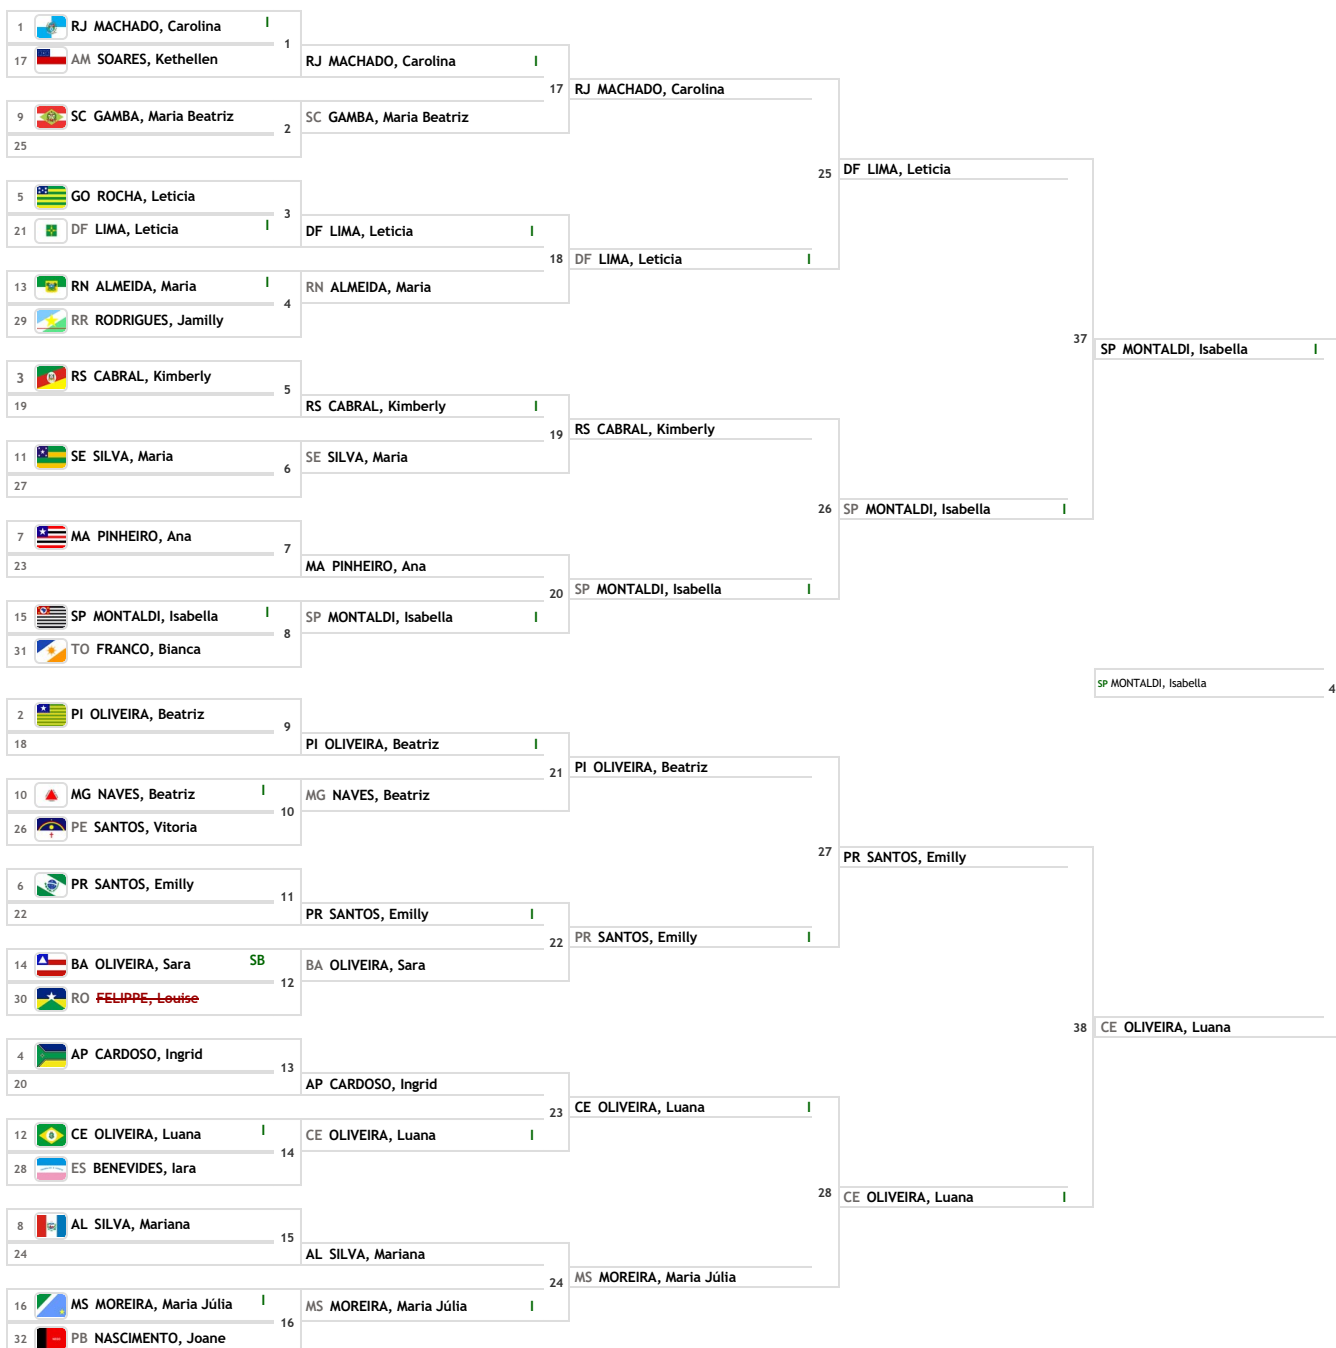 1 RJ MACHADO, Carolina I
1
17 AM SOARES, Kethellen
RJ MACHADO, Carolina I
17 RJ MACHADO, Carolina
9 SC GAMBA, Maria Beatriz
2
SC GAMBA, Maria Beatriz
25
25 DF LIMA, Leticia
5 GO ROCHA, Leticia
3
21 DF LIMA, Leticia I
DF LIMA, Leticia I
18 DF LIMA, Leticia I
13 RN ALMEIDA, Maria I
4
RN ALMEIDA, Maria
29 RR RODRIGUES, Jamilly
37 SP MONTALDI, Isabella I
3 RS CABRAL, Kimberly
5
19
RS CABRAL, Kimberly I
19 RS CABRAL, Kimberly
11 SE SILVA, Maria
6
SE SILVA, Maria
27
26 SP MONTALDI, Isabella I
7 MA PINHEIRO, Ana
7
23
MA PINHEIRO, Ana
20 SP MONTALDI, Isabella I
15 SP MONTALDI, Isabella I
8
SP MONTALDI, Isabella I
31 TO FRANCO, Bianca
SP MONTALDI, Isabella
4
2 PI OLIVEIRA, Beatriz
9
18
PI OLIVEIRA, Beatriz I
21 PI OLIVEIRA, Beatriz
10 MG NAVES, Beatriz I
10
MG NAVES, Beatriz
26 PE SANTOS, Vitoria
27 PR SANTOS, Emilly
6 PR SANTOS, Emilly
11
22
PR SANTOS, Emilly I
22 PR SANTOS, Emilly I
14 BA OLIVEIRA, Sara SB
12
BA OLIVEIRA, Sara
30 RO FELIPPE, Louise
38 CE OLIVEIRA, Luana
4 AP CARDOSO, Ingrid
13
20
AP CARDOSO, Ingrid
23 CE OLIVEIRA, Luana I
12 CE OLIVEIRA, Luana I
14
CE OLIVEIRA, Luana I
28 ES BENEVIDES, Iara
28 CE OLIVEIRA, Luana I
8 AL SILVA, Mariana
15
24
AL SILVA, Mariana
24 MS MOREIRA, Maria Júlia
16 MS MOREIRA, Maria Júlia I
16
MS MOREIRA, Maria Júlia I
32 PB NASCIMENTO, Joane